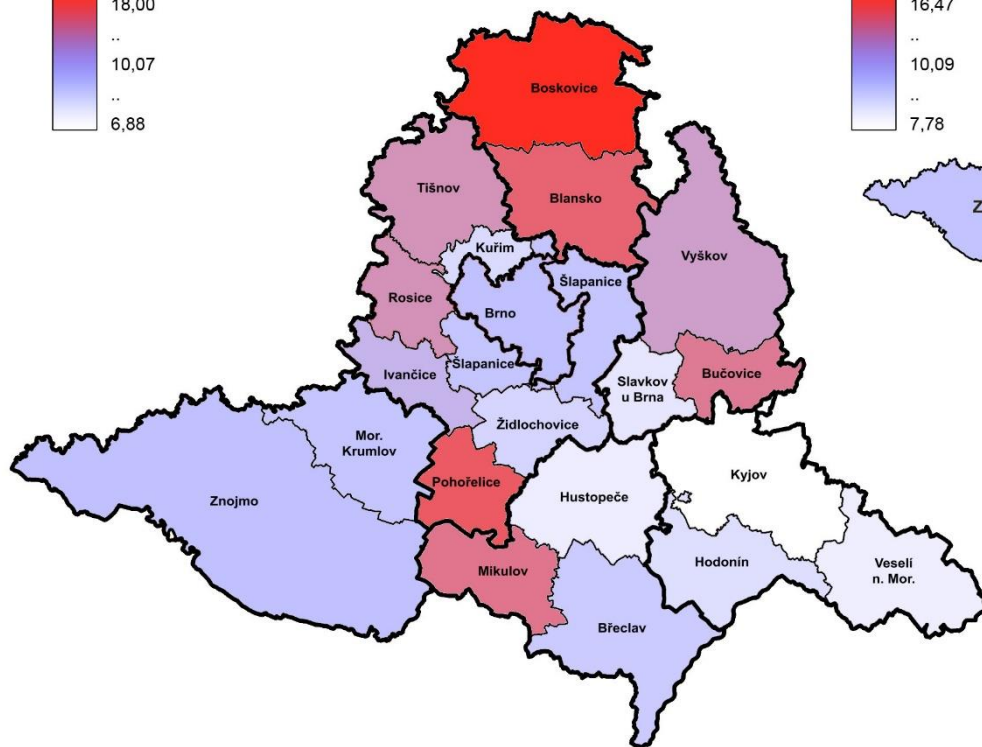 18,00
..
10,07
..
6,88
16,47
..
10,09
..
7,78
Boskovice
Tišnov
Blansko
Z
Kuřim
Vyškov
Šlapanice
Rosice
Brno
Šlapanice
Ivančice
Bučovice
Slavkov
u Brna
Židlochovice
Mor.
Krumlov
Kyjov
Pohořelice
Znojmo
Hustopeče
Hodonín
Veselí
n. Mor.
Mikulov
Břeclav